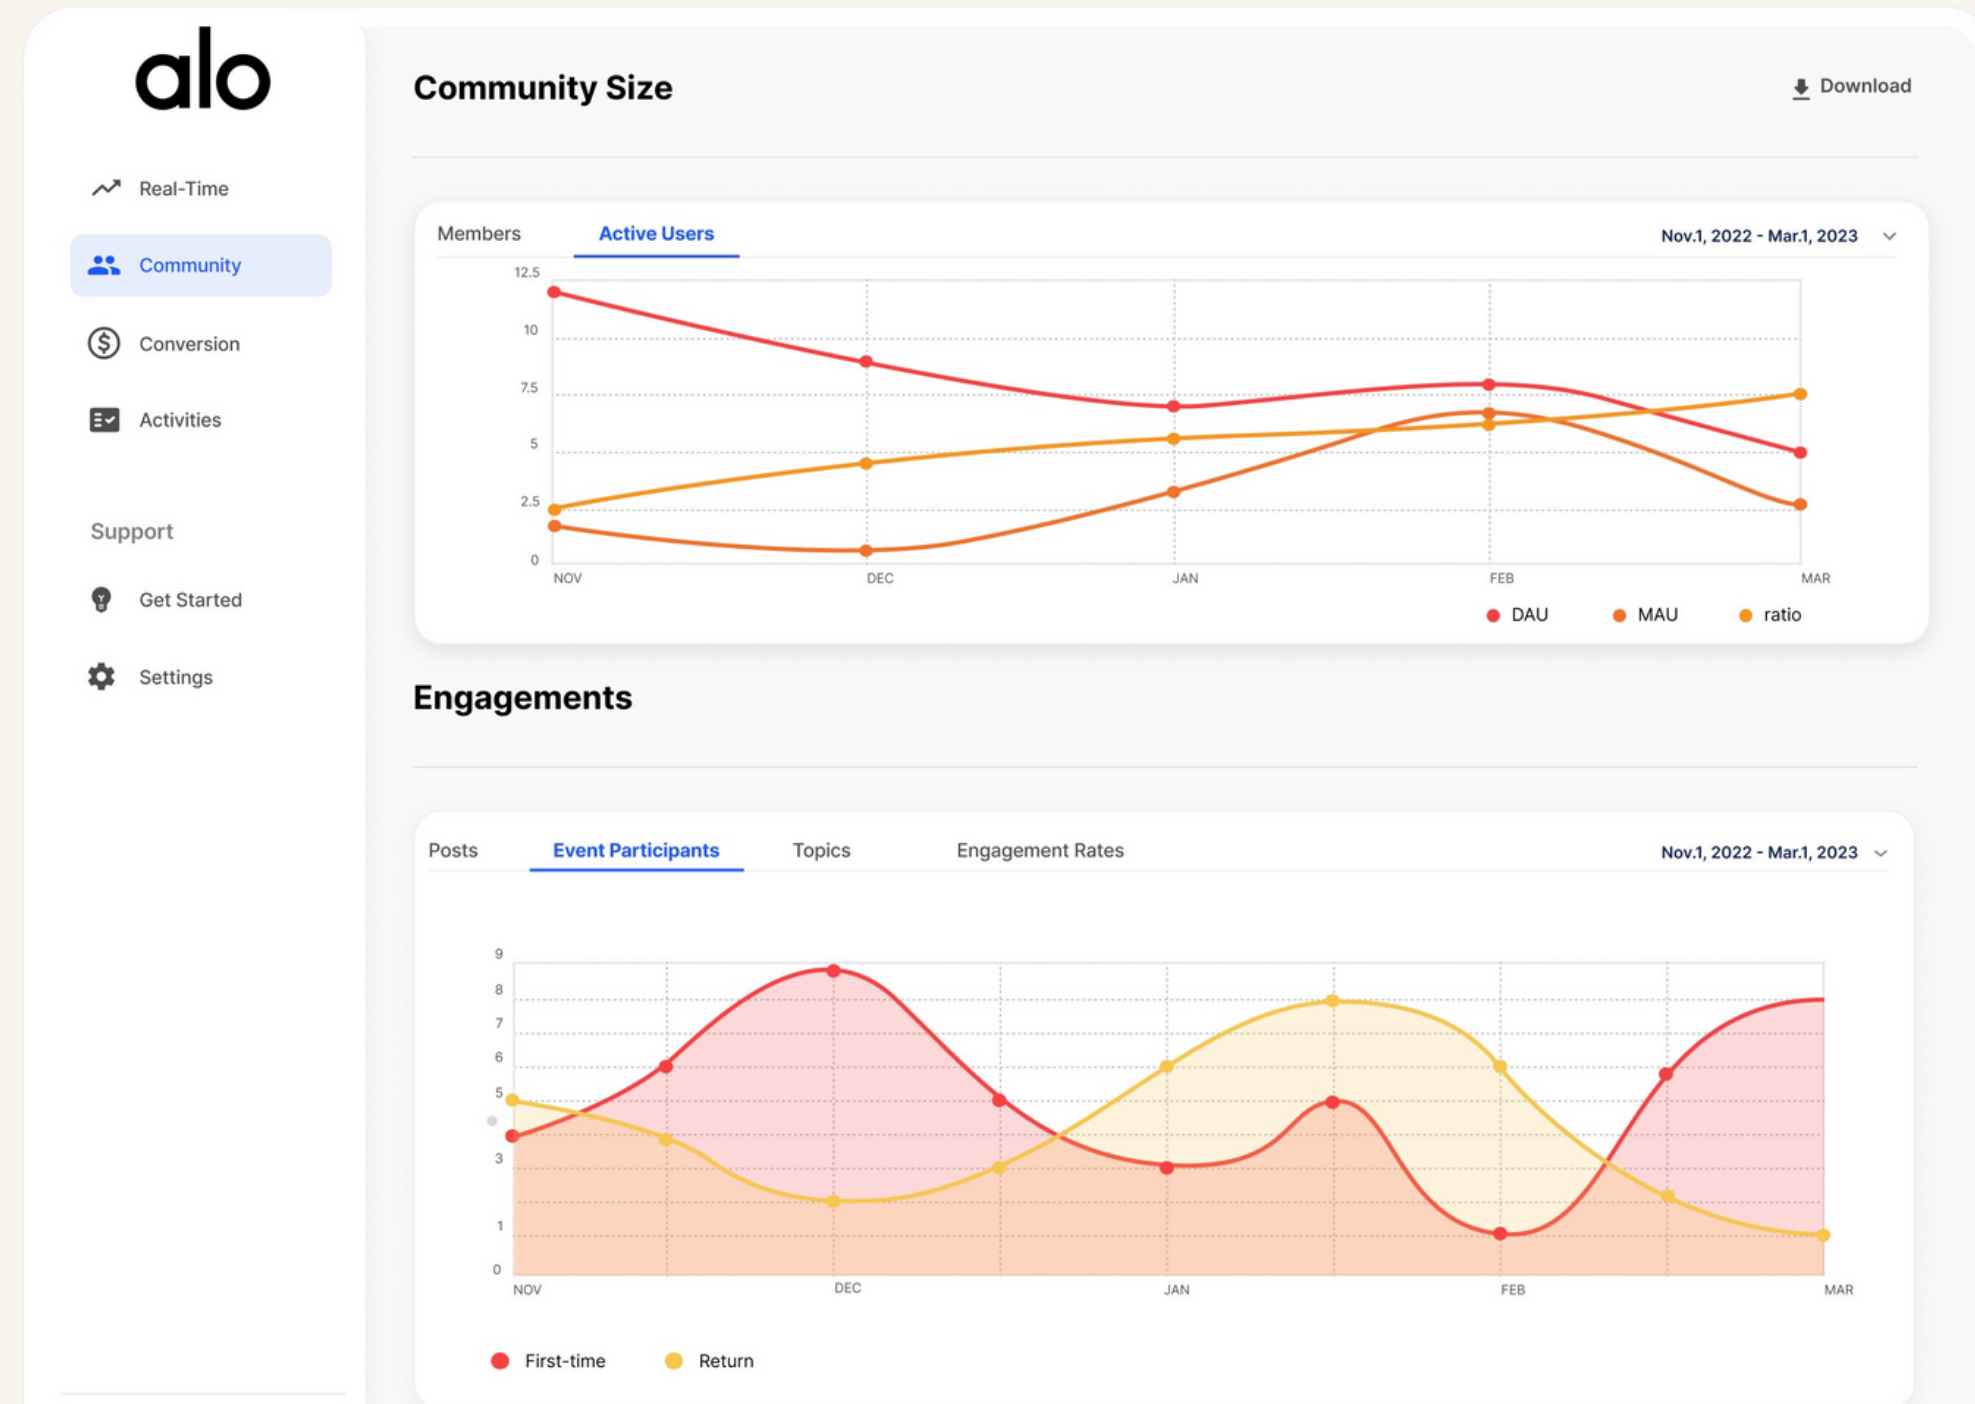 alo
Real-Time
Community
Conversion
Activities
Support
Get Started
Settings
Community Size
Download
Members Active Users Nov.1, 2022 - Mar.1, 2023
12.5
10
7.5
5
2.5
0
NOV DEC JAN FEB MAR
DAU MAU ratio
Engagements
Posts Event Participants Topics Engagement Rates Nov.1, 2022 - Mar.1, 2023
9
8
7
6
5
3
1
0
NOV DEC JAN FEB MAR
First-time Return